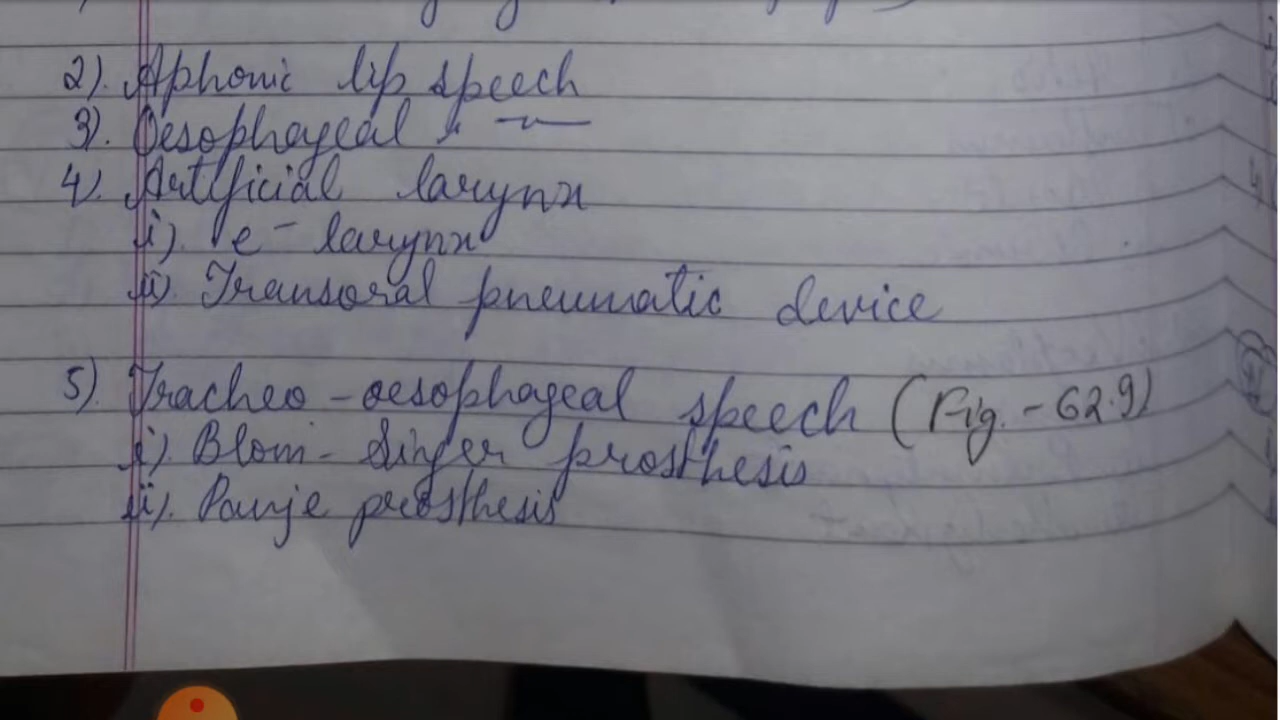 2). Aphonic lip speech
3). Oesophageal " —〃—
4). Artificial larynx
i). e- larynx
ii). Transoral pneumatic device
5) Tracheo-oesophageal speech (Fig. - 62.9)
i). Blom-Singer prosthesis
ii). Panje prosthesis